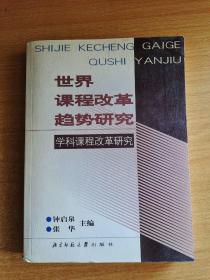 SHIJIE KECHENG GAIGE
QUSHI YANJIU
世界
课程改革
趋势研究
学科课程改革研究
●钟启泉
●张 华
主编
北京师范大学出版社